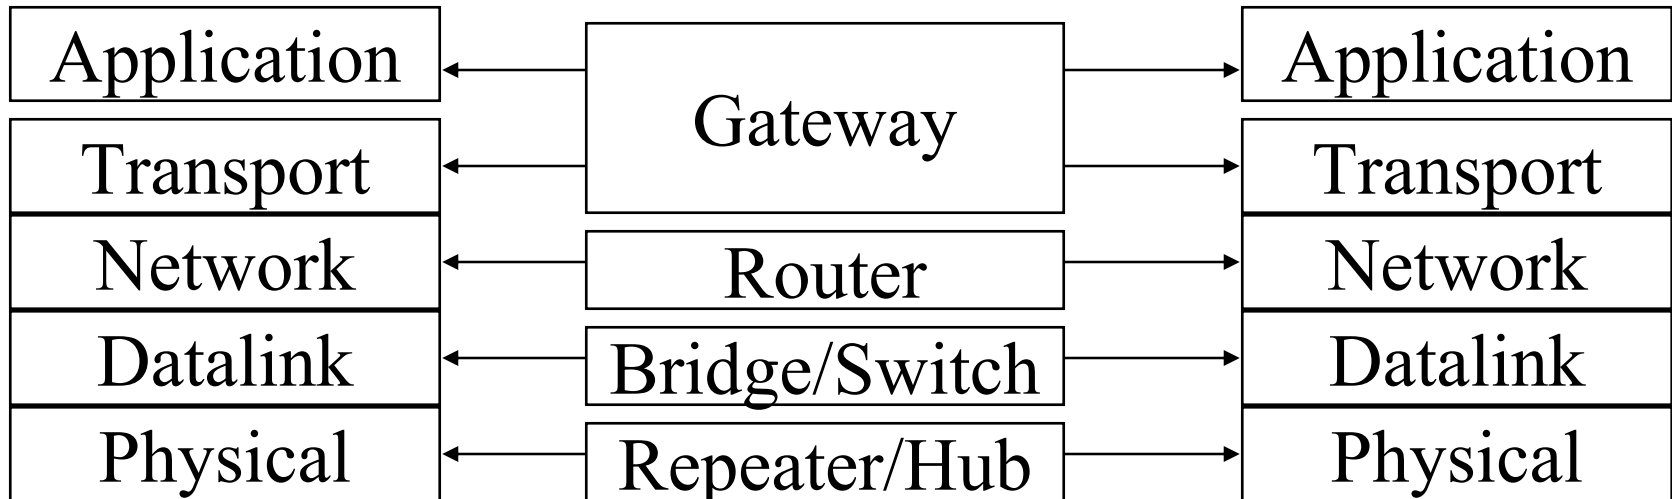 Application
Gateway
Application
Transport
Transport
Network
Router
Network
Datalink
Bridge/Switch
Datalink
Physical
Repeater/Hub
Physical